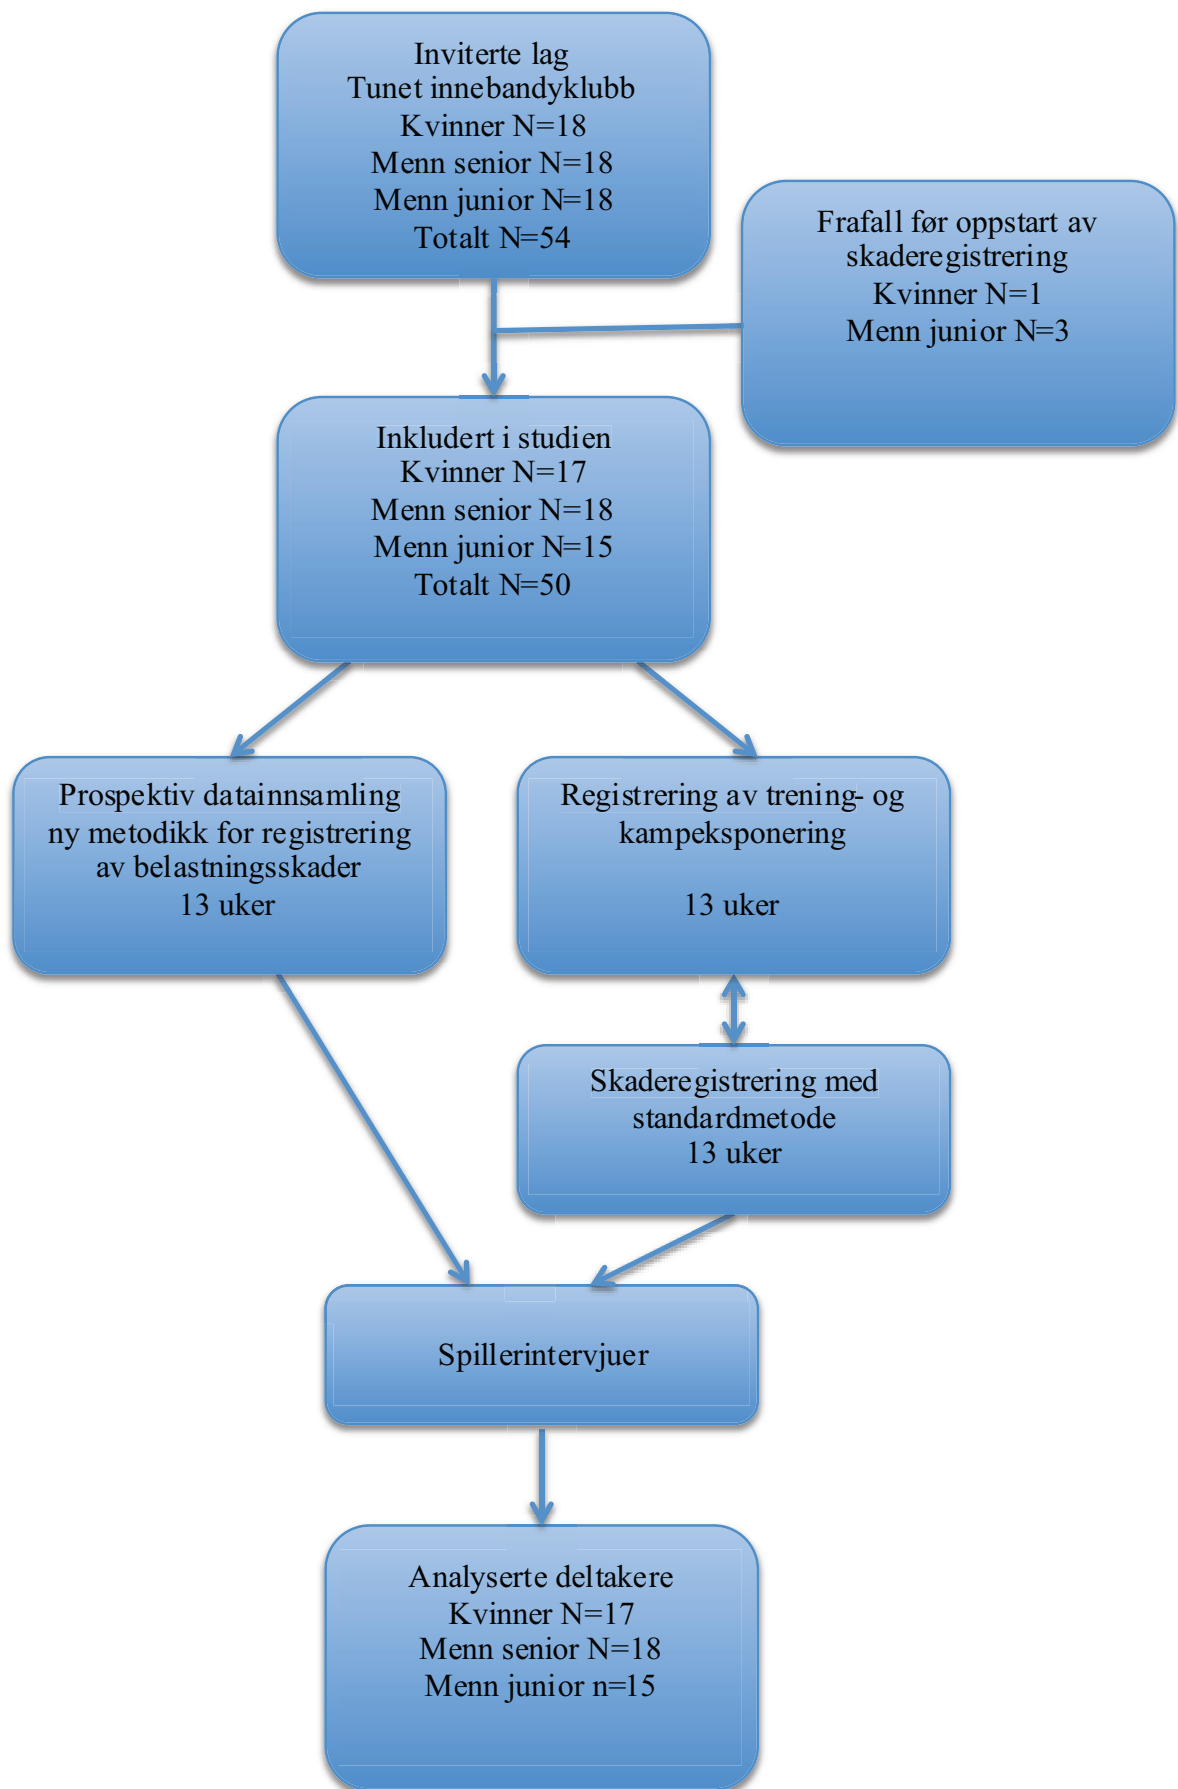 Inviterte lag
Tunet innebandyklubb
Kvinner N=18
Menn senior N=18
Menn junior N=18
Totalt N=54
Frafall før oppstart av
skaderegistrering
Kvinner N=1
Menn junior N=3
Inkludert i studien
Kvinner N=17
Menn senior N=18
Menn junior N=15
Totalt N=50
Prospektiv datainnsamling
ny metodikk for registrering
av belastningsskader
13 uker
Registrering av trening- og
kampeksponering
13 uker
Skaderegistrering med
standardmetode
13 uker
Spillerintervjuer
Analyserte deltakere
Kvinner N=17
Menn senior N=18
Menn junior n=15